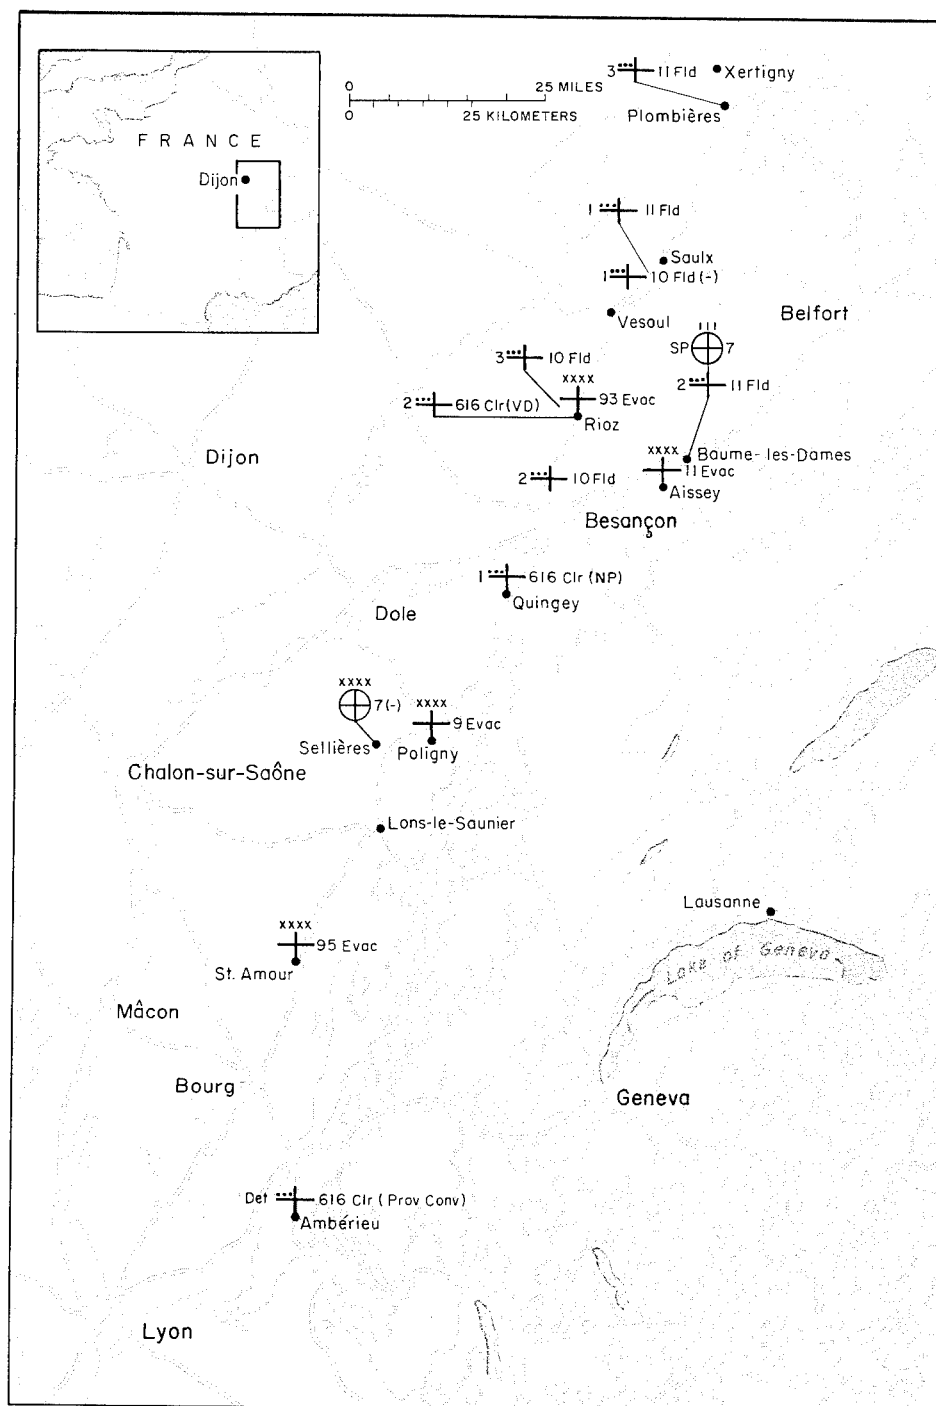 3 11 Fld
Xertigny
Plombières
0 25 MILES
0 25 KILOMETERS
FRANCE
Dijon
1 11 Fld
Saulx
1 10 Fld (-)
Vesoul
Belfort
III
SP 7
3 10 Fld
2 11 Fld
XXXX
93 Evac
2 616 Clr (VD)
Rioz
Dijon
Baume-les-Dames
XXXX
11 Evac
2 10 Fld
Aissey
Besançon
1 616 Clr (NP)
Quingey
Dole
XXXX
7 (-)
XXXX
9 Evac
Sellières
Poligny
Chalon-sur-Saône
Lons-le-Saunier
Lausanne
Lake of Geneva
XXXX
95 Evac
St. Amour
Mâcon
Bourg
Geneva
Det 616 Clr (Prov Conv)
Ambérieu
Lyon